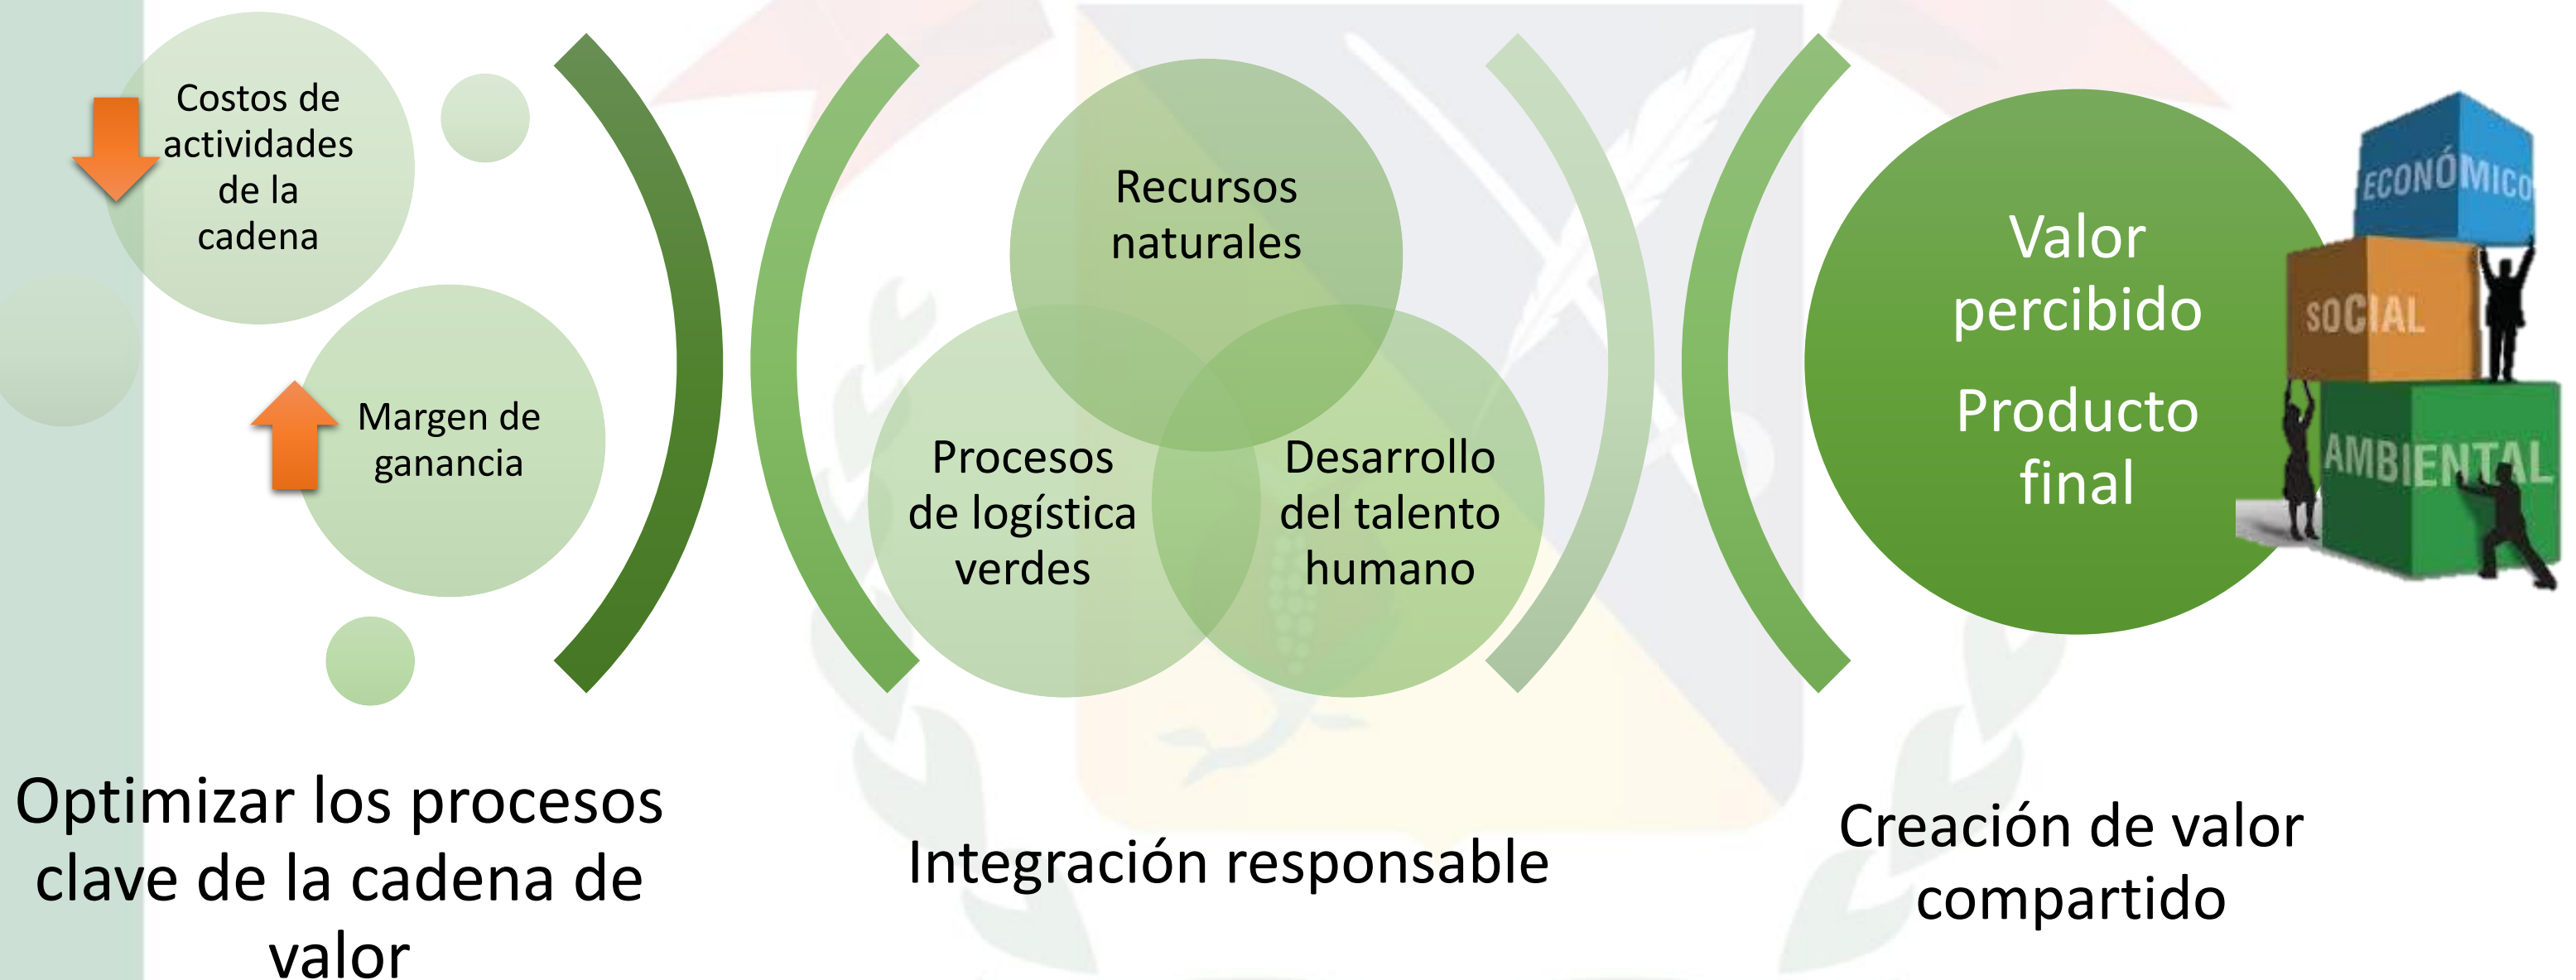 Costos de
actividades
de la
cadena
Margen de
ganancia
Optimizar los procesos
clave de la cadena de
valor
Recursos
naturales
Procesos
de logística
verdes
Desarrollo
del talento
humano
Integración responsable
Valor
percibido
Producto
final
ECONÓMICO
SOCIAL
AMBIENTAL
Creación de valor
compartido